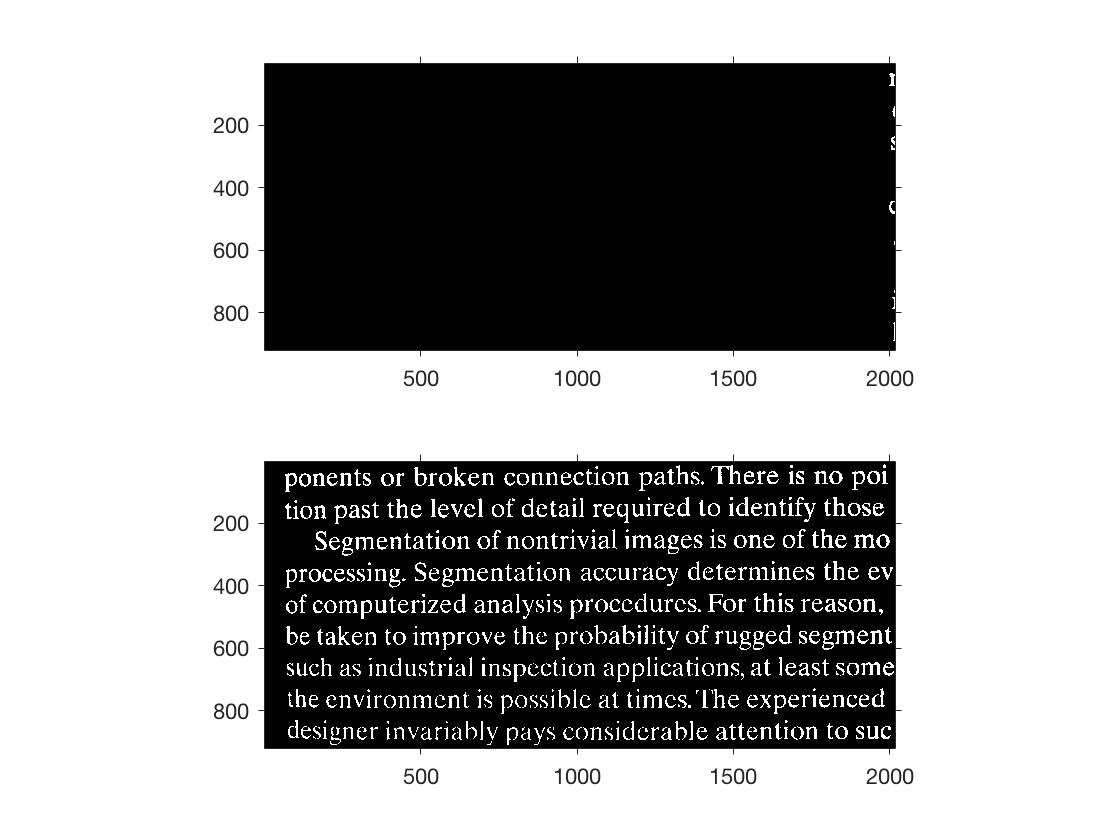 200
400
600
800
500 1000 1500 2000
ponents or broken connection paths. There is no poi
tion past the level of detail required to identify those
Segmentation of nontrivial images is one of the mo
processing. Segmentation accuracy determines the ev
of computerized analysis procedures. For this reason,
be taken to improve the probability of rugged segment
such as industrial inspection applications, at least some
the environment is possible at times. The experienced
designer invariably pays considerable attention to suc
200
400
600
800
500 1000 1500 2000